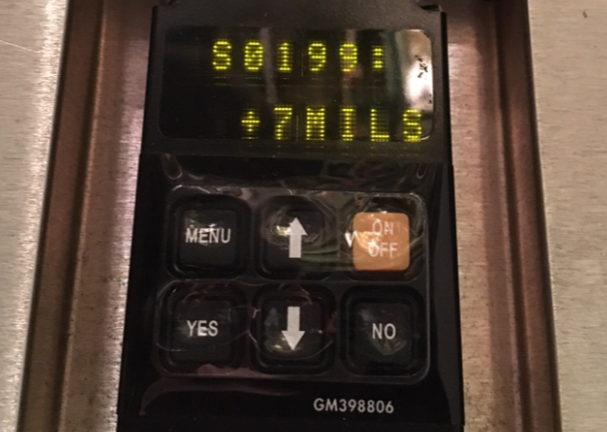 S0199:
+7MILS
MENU
ON
OFF
YES
NO
GM398806